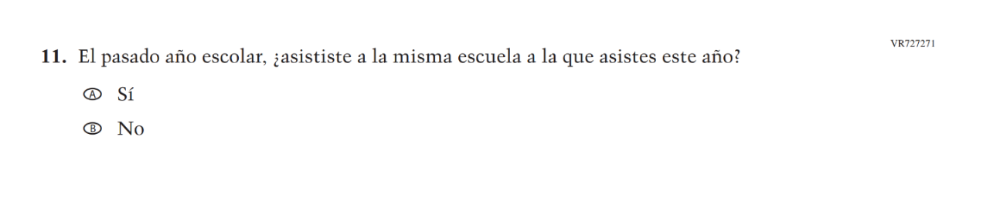 VR727271
11. El pasado año escolar, ¿asististe a la misma escuela a la que asistes este año?
Ⓐ Sí
Ⓑ No